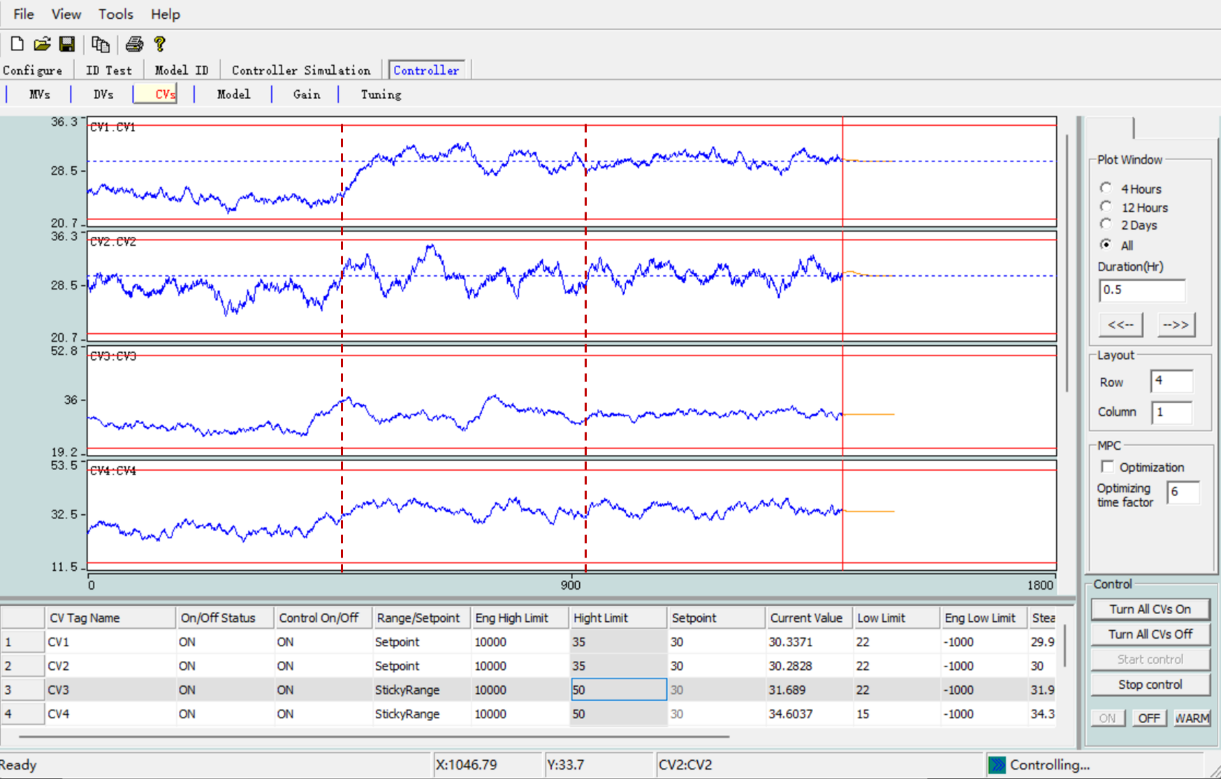 File View Tools Help
Configure ID Test Model ID Controller Simulation Controller
MVs DVs CVs Model Gain Tuning
36.3
CV1:CV1
28.5
20.7
36.3
CV2:CV2
28.5
20.7
52.8
CV3:CV3
36
19.2
53.5
CV4:CV4
32.5
11.5
0 900 1800
Plot Window
4 Hours
12 Hours
2 Days
All
Duration(Hr)
0.5
<<-- -->>
Layout
Row 4
Column 1
MPC
Optimization
Optimizing
time factor 6
Control
Turn All CVs On
Turn All CVs Off
Start control
Stop control
ON OFF WARM
CV Tag Name On/Off Status Control On/Off Range/Setpoint Eng High Limit Hight Limit Setpoint Current Value Low Limit Eng Low Limit Stea
1 CV1 ON ON Setpoint 10000 35 30 30.3371 22 -1000 29.9
2 CV2 ON ON Setpoint 10000 35 30 30.2828 22 -1000 30
3 CV3 ON ON StickyRange 10000 50 30 31.689 22 -1000 31.9
4 CV4 ON ON StickyRange 10000 50 30 34.6037 15 -1000 34.3
Ready X:1046.79 Y:33.7 CV2:CV2 Controlling...